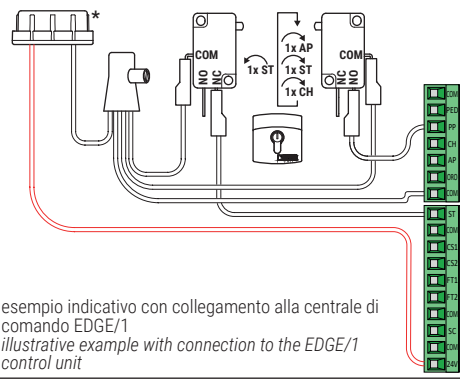 *
COM
NO
NC
1x ST
1x AP
1x ST
1x CH
COM
NO
NC
COM
PED
PP
CH
AP
ORO
COM
ST
COM
CS1
CS2
FT1
FT2
COM
SC
COM
24V
esempio indicativo con collegamento alla centrale di
comando EDGE/1
illustrative example with connection to the EDGE/1
control unit